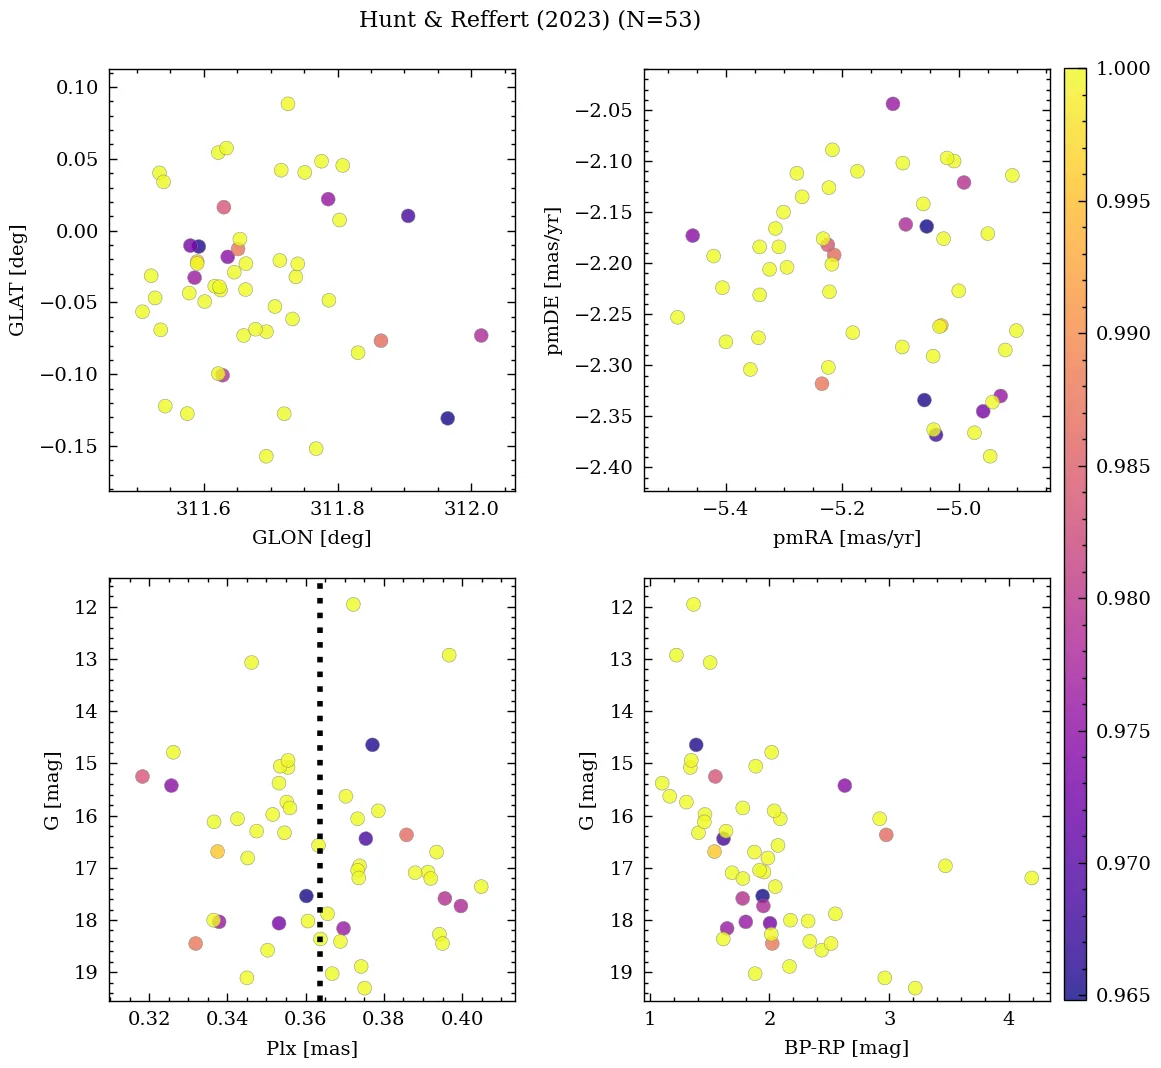 Hunt & Reffert (2023) (N=53)
0.10
0.05
0.00
−0.05
−0.10
−0.15
GLAT [deg]
311.6 311.8 312.0
GLON [deg]
−2.05
−2.10
−2.15
−2.20
−2.25
−2.30
−2.35
−2.40
pmDE [mas/yr]
−5.4 −5.2 −5.0
pmRA [mas/yr]
12
13
14
15
16
17
18
19
G [mag]
0.32 0.34 0.36 0.38 0.40
Plx [mas]
12
13
14
15
16
17
18
19
G [mag]
1 2 3 4
BP-RP [mag]
1.000
0.995
0.990
0.985
0.980
0.975
0.970
0.965